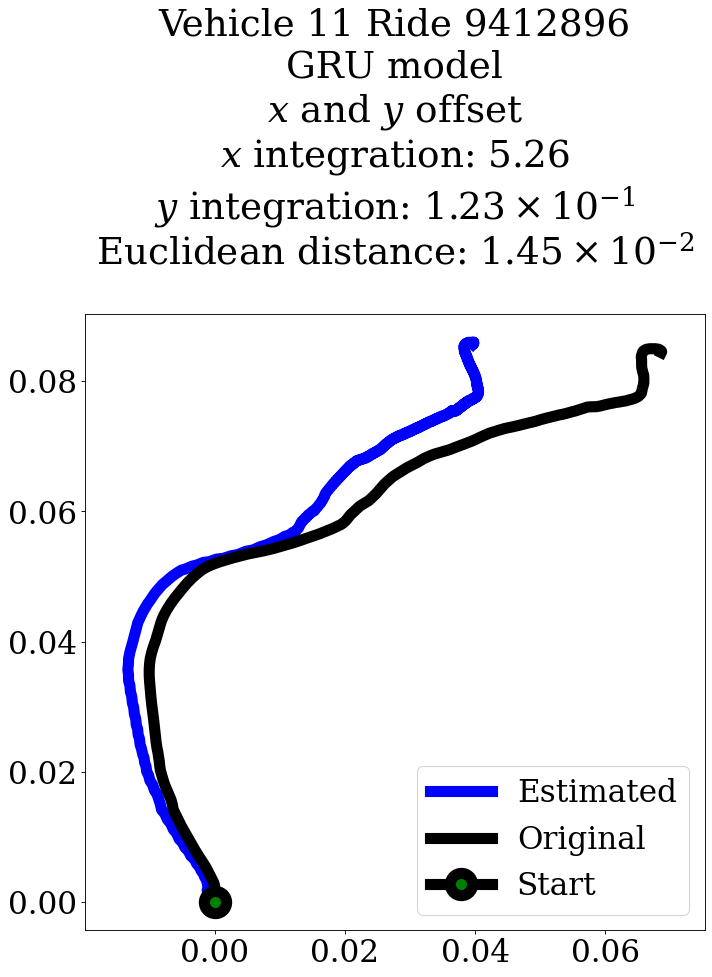 Vehicle 11 Ride 9412896
GRU model
x and y offset
x integration: 5.26
y integration: 1.23 × 10⁻¹
Euclidean distance: 1.45 × 10⁻²
0.08
0.06
0.04
0.02
0.00
Estimated
Original
Start
0.00 0.02 0.04 0.06